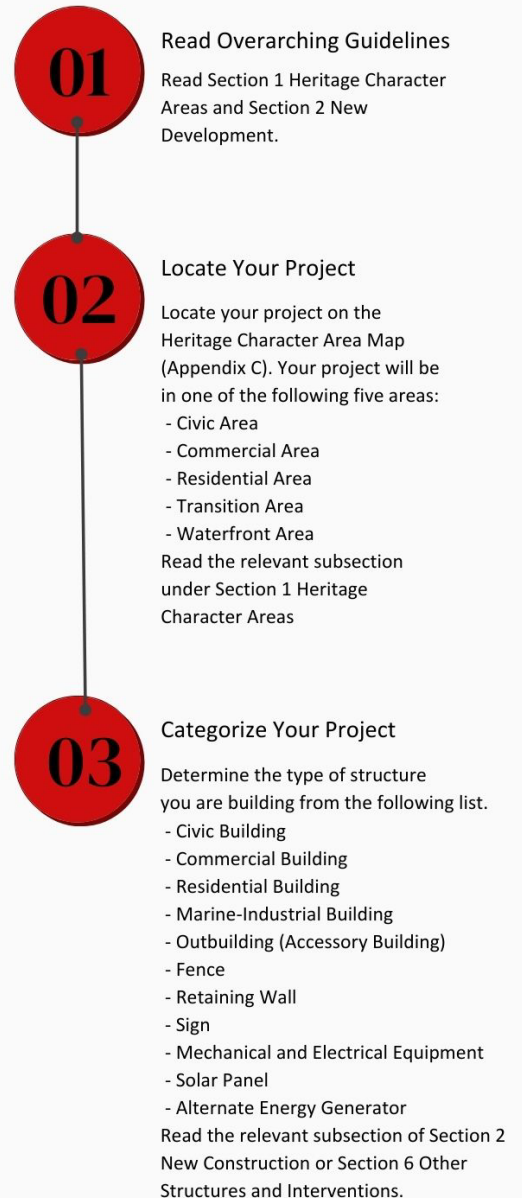 01
Read Overarching Guidelines
Read Section 1 Heritage Character
Areas and Section 2 New
Development.
02
Locate Your Project
Locate your project on the
Heritage Character Area Map
(Appendix C). Your project will be
in one of the following five areas:
- Civic Area
- Commercial Area
- Residential Area
- Transition Area
- Waterfront Area
Read the relevant subsection
under Section 1 Heritage
Character Areas
03
Categorize Your Project
Determine the type of structure
you are building from the following list.
- Civic Building
- Commercial Building
- Residential Building
- Marine-Industrial Building
- Outbuilding (Accessory Building)
- Fence
- Retaining Wall
- Sign
- Mechanical and Electrical Equipment
- Solar Panel
- Alternate Energy Generator
Read the relevant subsection of Section 2
New Construction or Section 6 Other
Structures and Interventions.